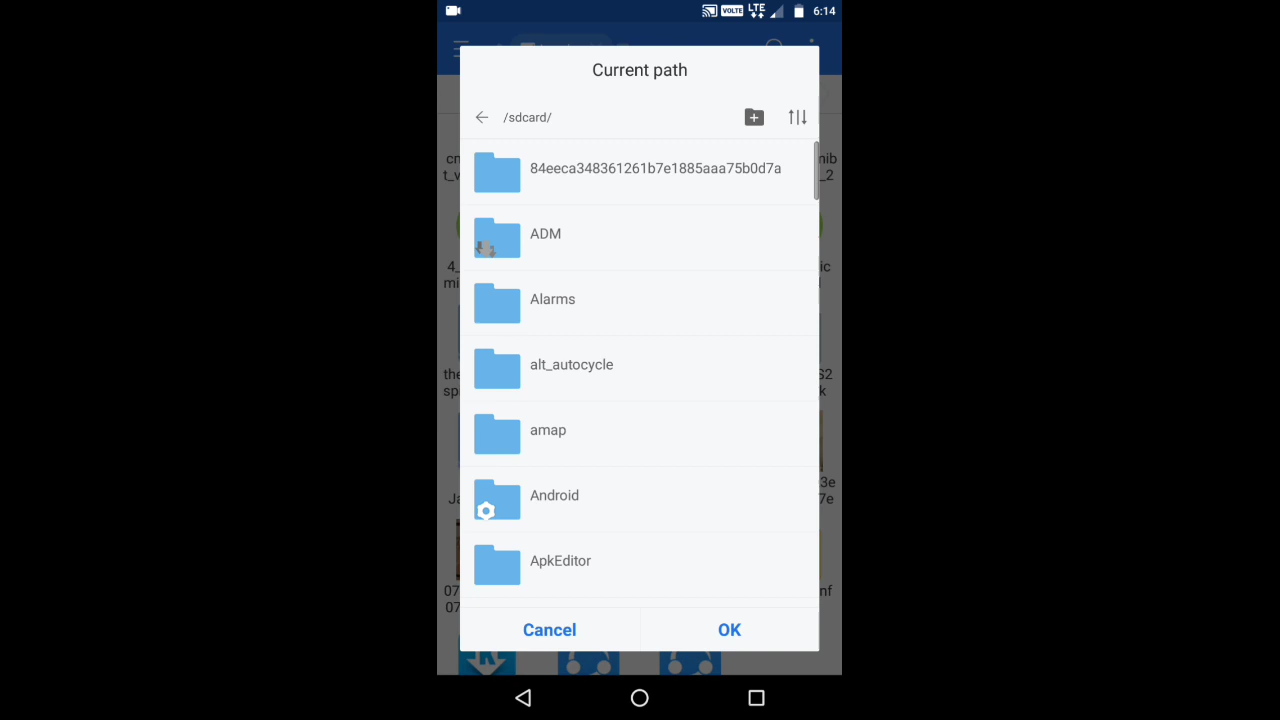 VOLTE LTE 6:14
Current path
/sdcard/
84eeca348361261b7e1885aaa75b0d7a
ADM
Alarms
alt_autocycle
amap
Android
ApkEditor
Cancel OK